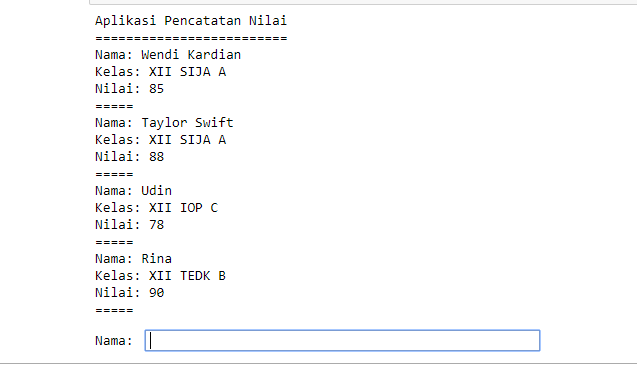 Aplikasi Pencatatan Nilai
=========================
Nama: Wendi Kardian
Kelas: XII SIJA A
Nilai: 85
=====
Nama: Taylor Swift
Kelas: XII SIJA A
Nilai: 88
=====
Nama: Udin
Kelas: XII IOP C
Nilai: 78
=====
Nama: Rina
Kelas: XII TEDK B
Nilai: 90
=====
Nama: